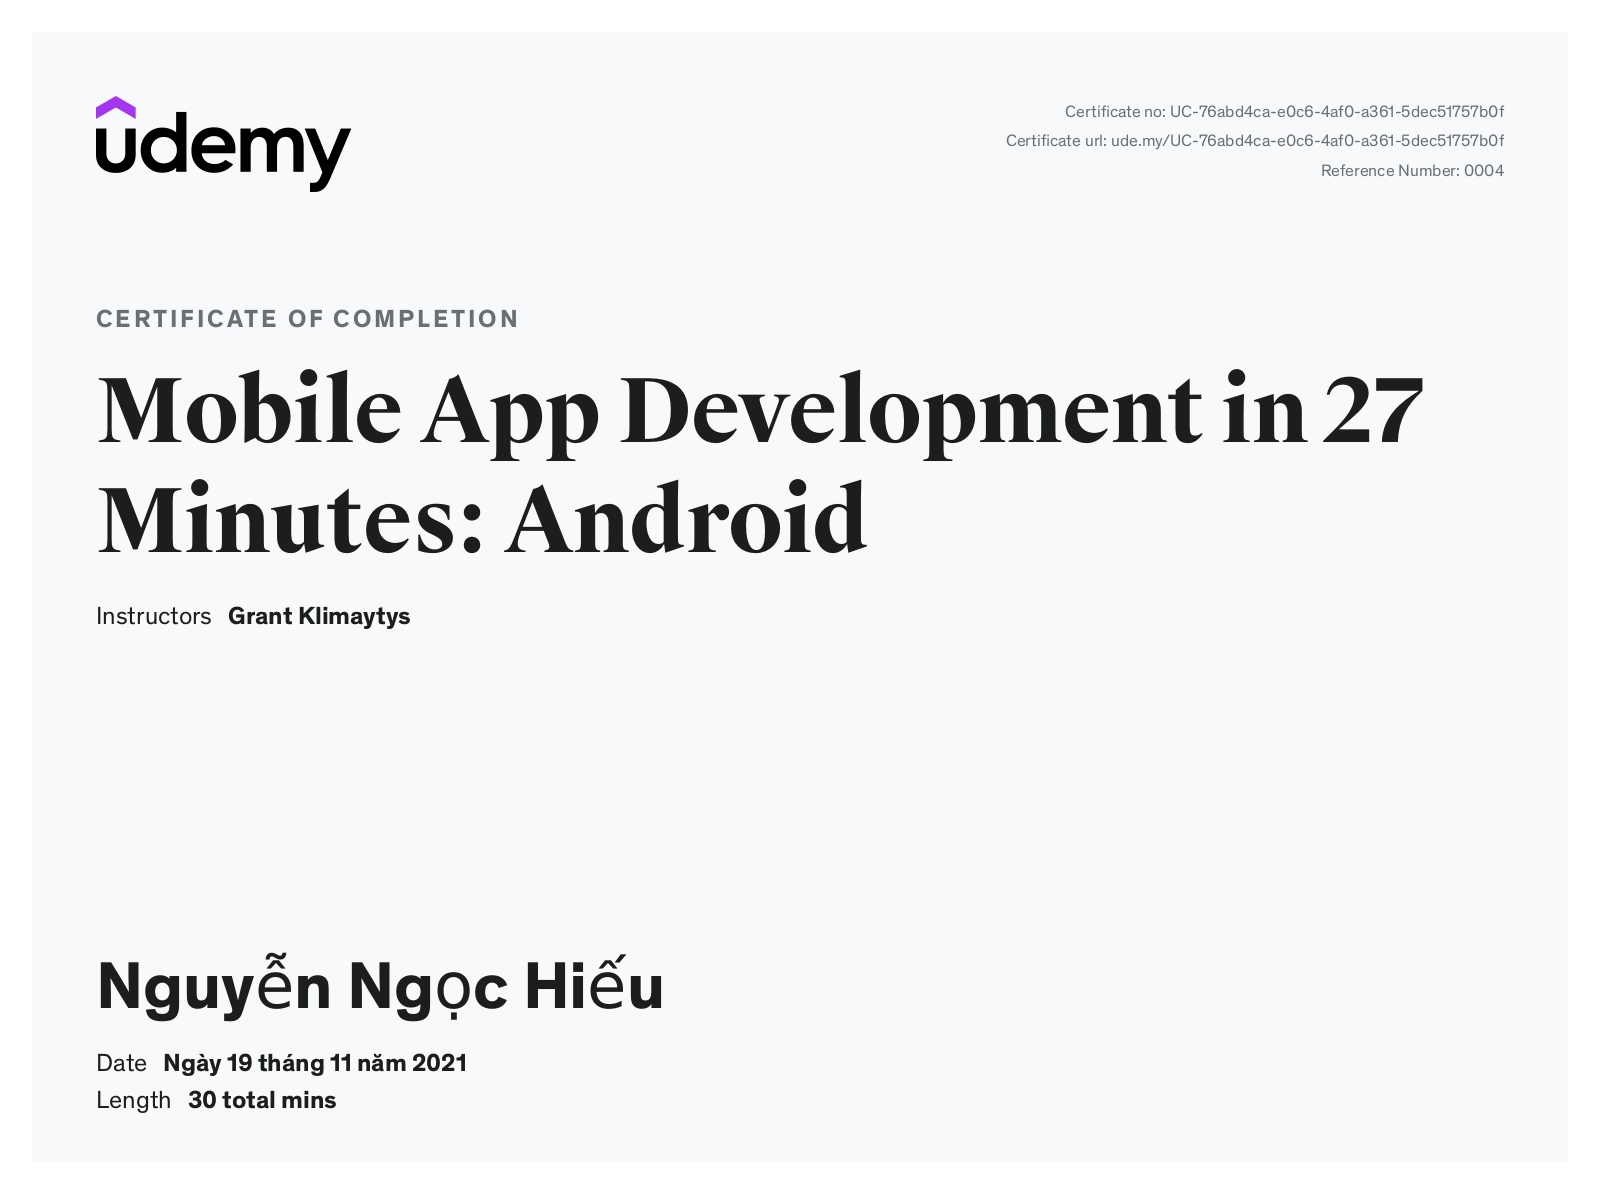 udemy
Certificate no: UC-76abd4ca-e0c6-4af0-a361-5dec51757b0f
Certificate url: ude.my/UC-76abd4ca-e0c6-4af0-a361-5dec51757b0f
Reference Number: 0004
CERTIFICATE OF COMPLETION
Mobile App Development in 27
Minutes: Android
Instructors Grant Klimaytys
Nguyễn Ngọc Hiếu
Date Ngày 19 tháng 11 năm 2021
Length 30 total mins